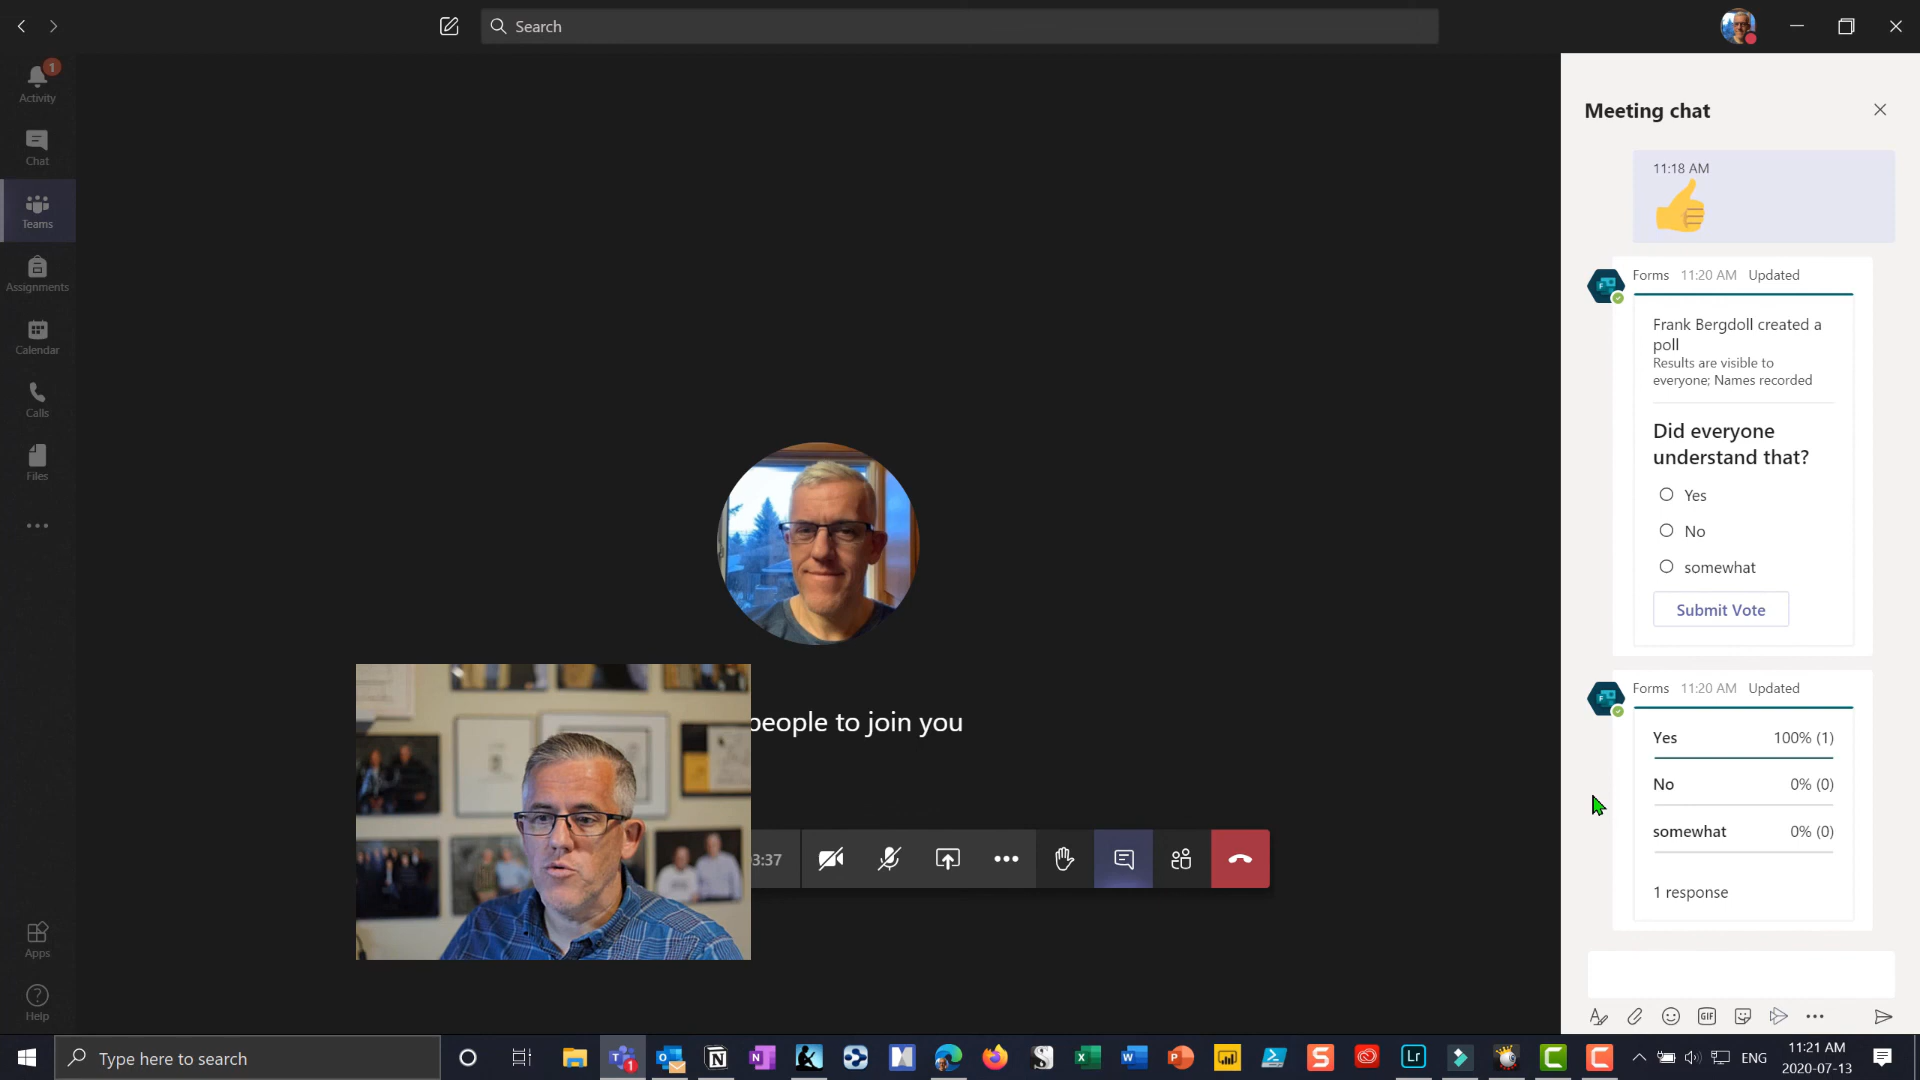 Search
1
Activity
Chat
Teams
Assignments
Calendar
Calls
Files
Apps
Help
people to join you
3:37
Meeting chat
11:18 AM
Forms 11:20 AM Updated
Frank Bergdoll created a
poll
Results are visible to
everyone; Names recorded
Did everyone
understand that?
Yes
No
somewhat
Submit Vote
Forms 11:20 AM Updated
Yes 100% (1)
No 0% (0)
somewhat 0% (0)
1 response
GIF
Type here to search
ENG
11:21 AM
2020-07-13